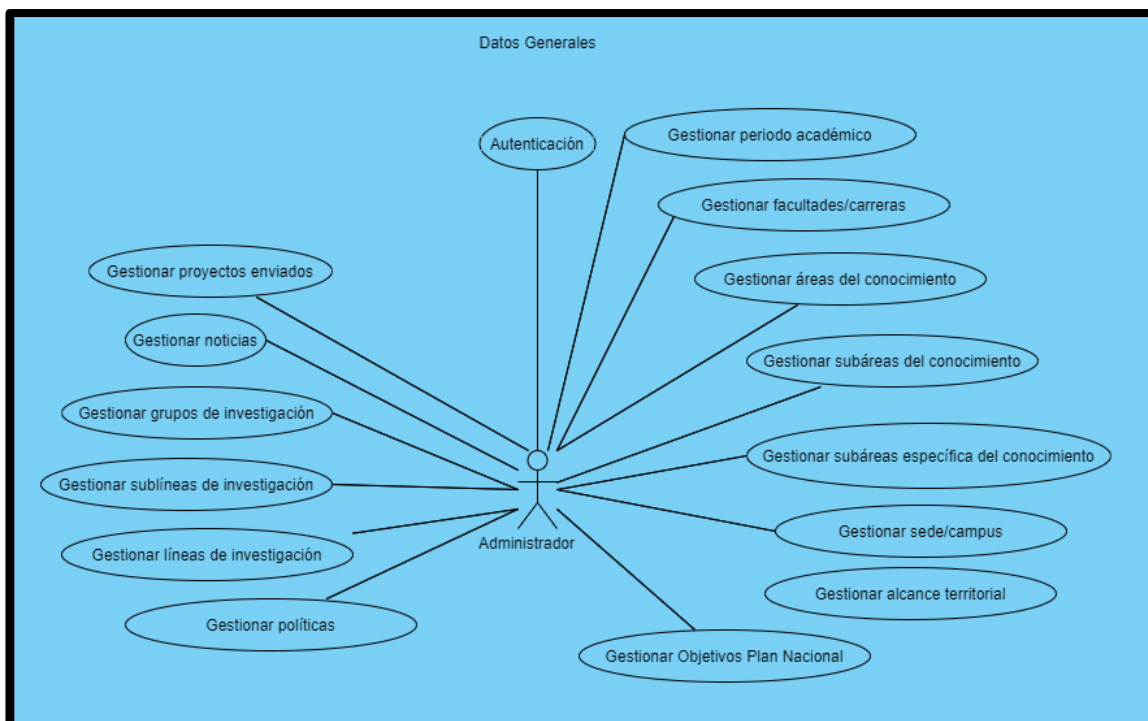 Datos Generales
Autenticación
Gestionar periodo académico
Gestionar facultades/carreras
Gestionar proyectos enviados
Gestionar áreas del conocimiento
Gestionar noticias
Gestionar subáreas del conocimiento
Gestionar grupos de investigación
Gestionar subáreas específica del conocimiento
Gestionar sublíneas de investigación
Gestionar sede/campus
Administrador
Gestionar líneas de investigación
Gestionar alcance territorial
Gestionar políticas
Gestionar Objetivos Plan Nacional